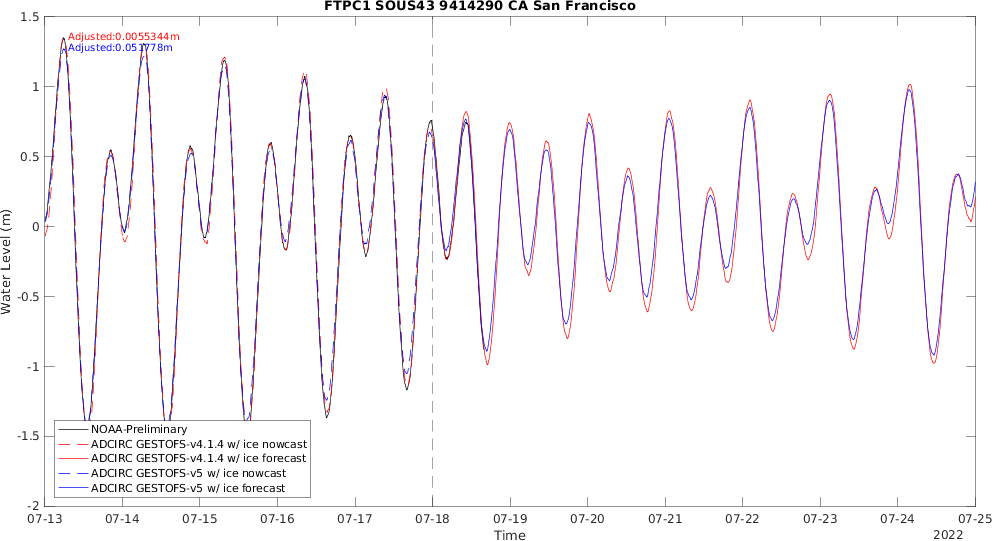 FTPC1 SOUS43 9414290 CA San Francisco
Adjusted:0.0055344m
Adjusted:0.051778m
1.5
1
0.5
0
-0.5
-1
-1.5
-2
Water Level (m)
NOAA-Preliminary
ADCIRC GESTOFS-v4.1.4 w/ ice nowcast
ADCIRC GESTOFS-v4.1.4 w/ ice forecast
ADCIRC GESTOFS-v5 w/ ice nowcast
ADCIRC GESTOFS-v5 w/ ice forecast
07-13 07-14 07-15 07-16 07-17 07-18 07-19 07-20 07-21 07-22 07-23 07-24 07-25
Time
2022